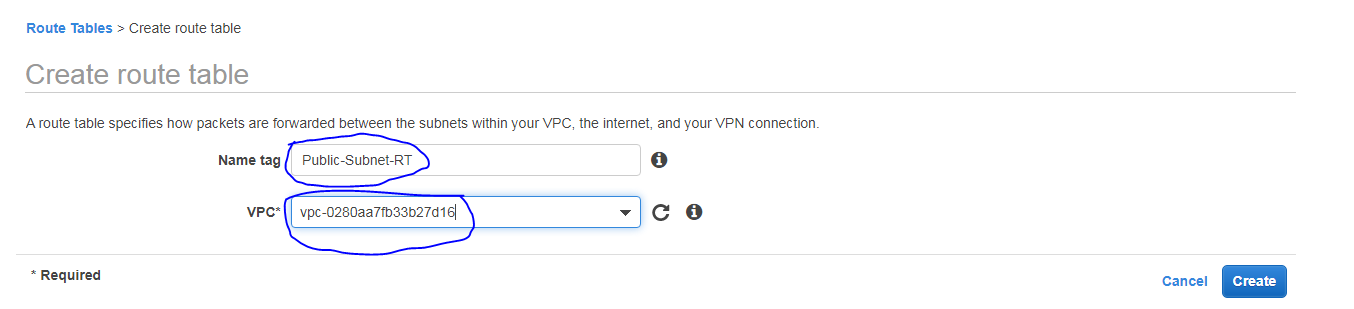 Route Tables > Create route table
Create route table
A route table specifies how packets are forwarded between the subnets within your VPC, the internet, and your VPN connection.
Name tag Public-Subnet-RT
VPC* vpc-0280aa7fb33b27d16
* Required
Cancel Create